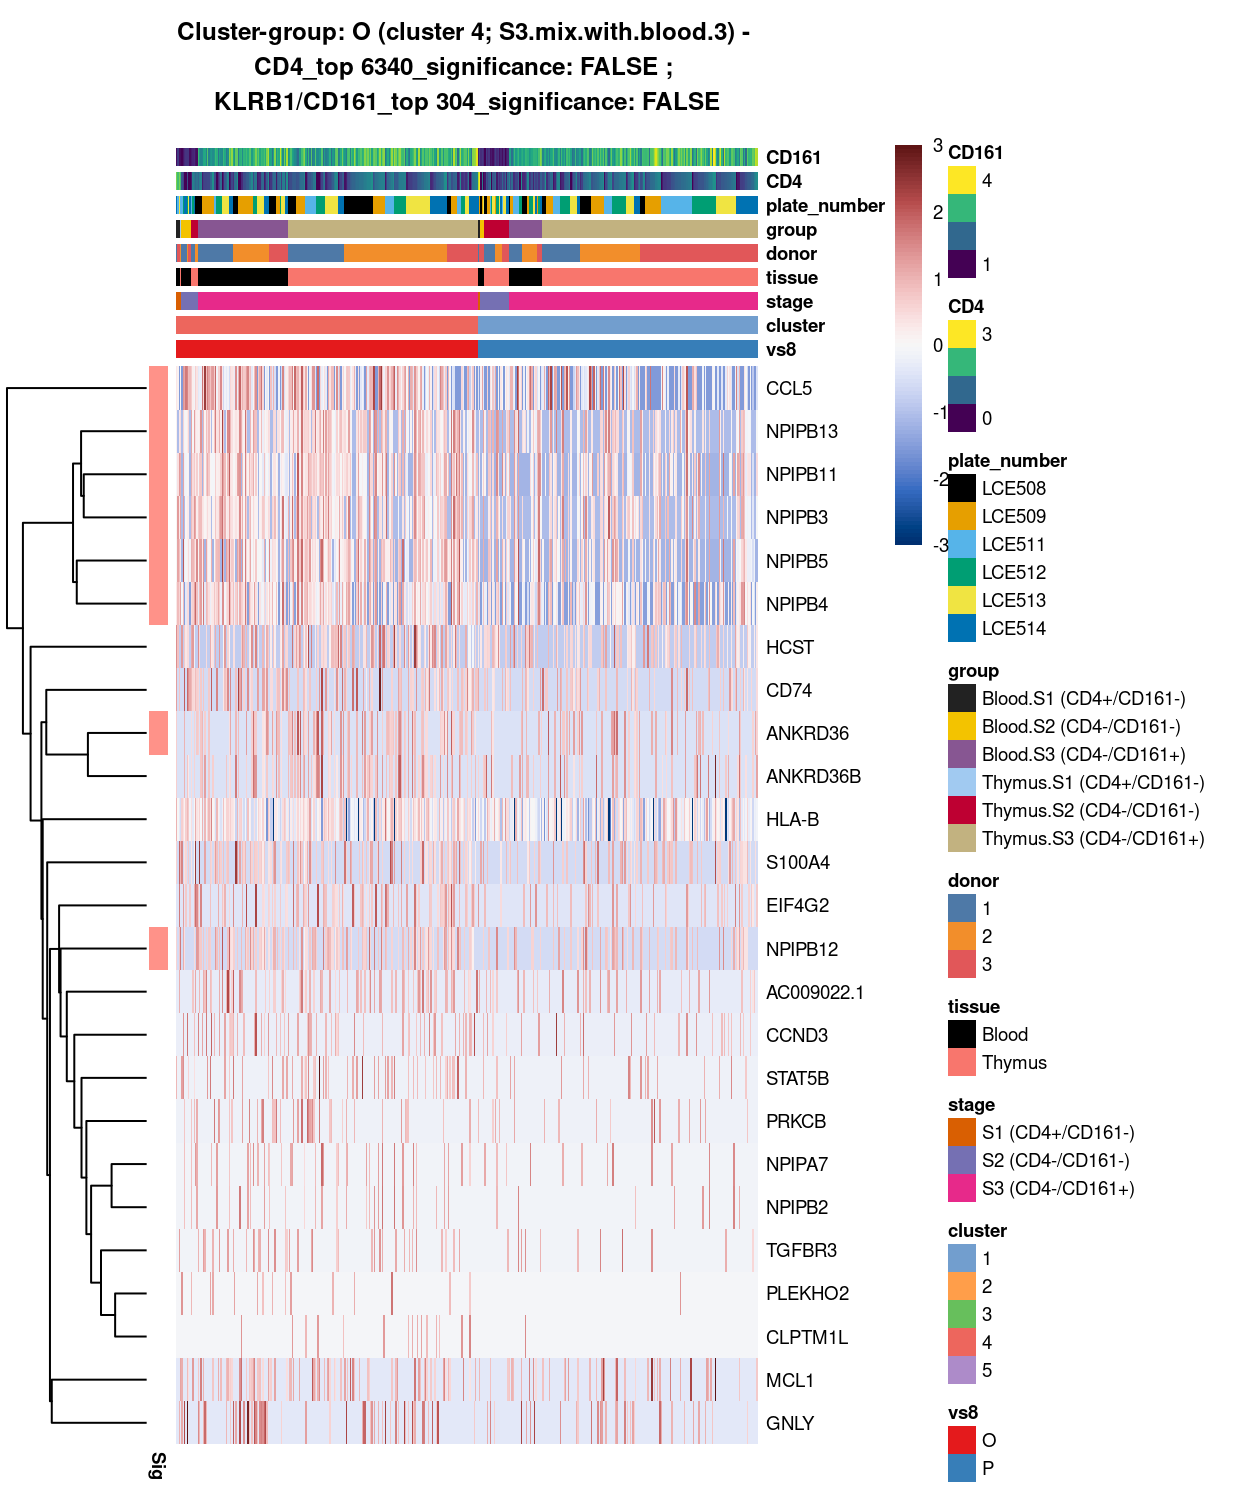 Cluster-group: O (cluster 4; S3.mix.with.blood.3) -
CD4_top 6340_significance: FALSE ;
KLRB1/CD161_top 304_significance: FALSE
CD161
CD4
plate_number
group
donor
tissue
stage
cluster
vs8
CCL5
NPIPB13
NPIPB11
NPIPB3
NPIPB5
NPIPB4
HCST
CD74
ANKRD36
ANKRD36B
HLA-B
S100A4
EIF4G2
NPIPB12
AC009022.1
CCND3
STAT5B
PRKCB
NPIPA7
NPIPB2
TGFBR3
PLEKHO2
CLPTM1L
MCL1
GNLY
Sig
3
2
1
0
-1
-2
-3
CD161
4
1
CD4
3
0
plate_number
LCE508
LCE509
LCE511
LCE512
LCE513
LCE514
group
Blood.S1 (CD4+/CD161-)
Blood.S2 (CD4-/CD161-)
Blood.S3 (CD4-/CD161+)
Thymus.S1 (CD4+/CD161-)
Thymus.S2 (CD4-/CD161-)
Thymus.S3 (CD4-/CD161+)
donor
1
2
3
tissue
Blood
Thymus
stage
S1 (CD4+/CD161-)
S2 (CD4-/CD161-)
S3 (CD4-/CD161+)
cluster
1
2
3
4
5
vs8
O
P